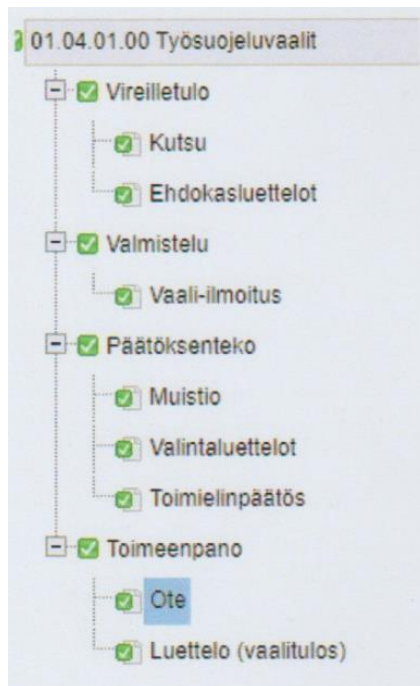 01.04.01.00 Työsuojeluvaalit
Vireilletulo
Kutsu
Ehdokasluettelot
Valmistelu
Vaali-ilmoitus
Päätöksenteko
Muistio
Valintaluettelot
Toimielinpäätös
Toimeenpano
Ote
Luettelo (vaalitulos)